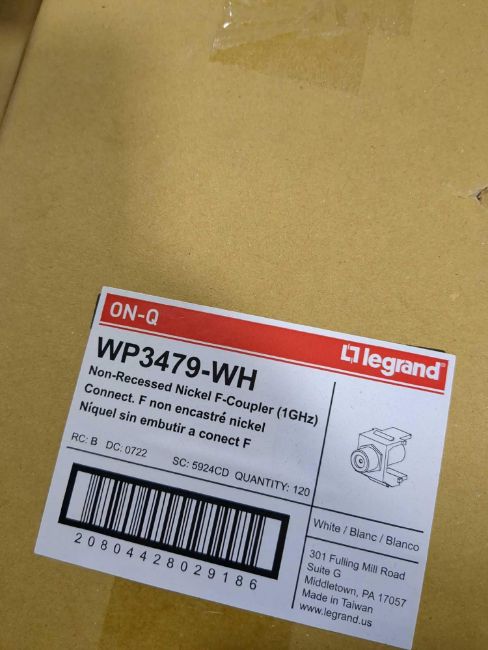 ON-Q
legrand
WP3479-WH
Non-Recessed Nickel F-Coupler (1GHz)
Connect. F non encastré nickel
Níquel sin embutir a conect F
RC: B DC: 0722 SC: 5924CD QUANTITY: 120
20804428029186
White / Blanc / Blanco
301 Fulling Mill Road
Suite G
Middletown, PA 17057
Made in Taiwan
www.legrand.us